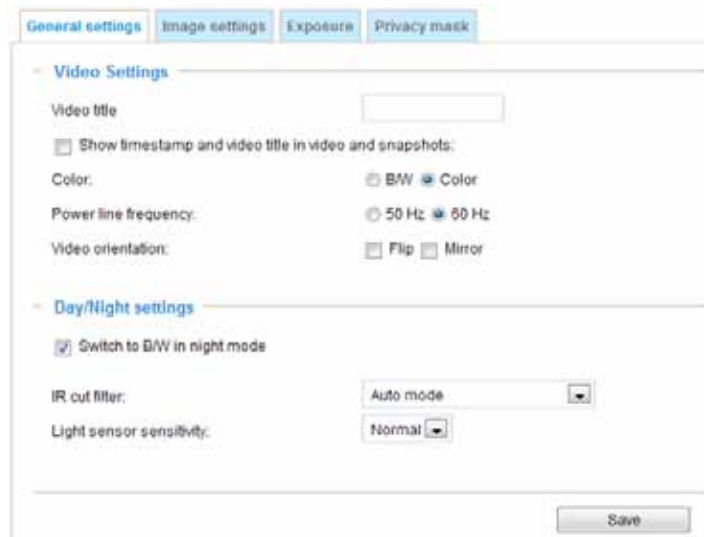 General settings Image settings Exposure Privacy mask
Video Settings
Video title
Show timestamp and video title in video and snapshots:
Color: B/W Color
Power line frequency: 50 Hz 60 Hz
Video orientation: Flip Mirror
Day/Night settings
Switch to B/W in night mode
IR cut filter: Auto mode
Light sensor sensitivity: Normal
Save